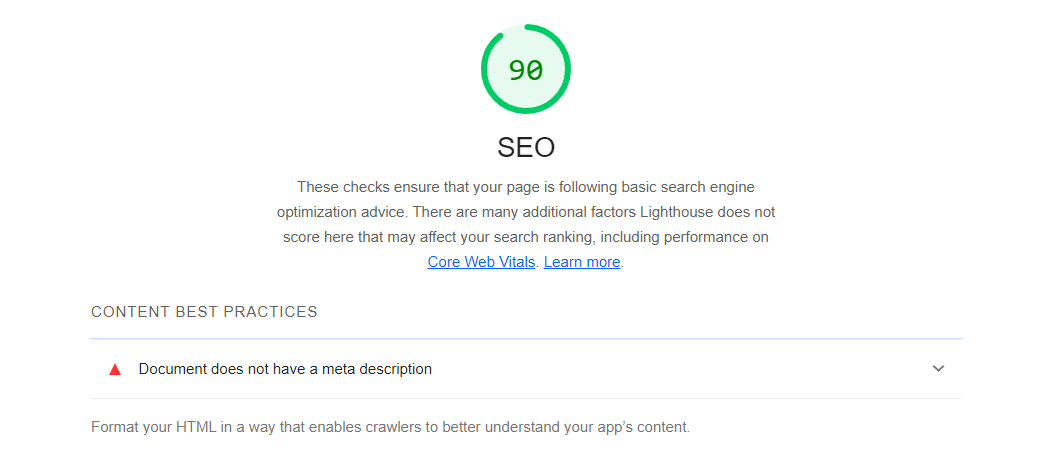 90
SEO
These checks ensure that your page is following basic search engine
optimization advice. There are many additional factors Lighthouse does not
score here that may affect your search ranking, including performance on
Core Web Vitals. Learn more.
CONTENT BEST PRACTICES
Document does not have a meta description
Format your HTML in a way that enables crawlers to better understand your app’s content.